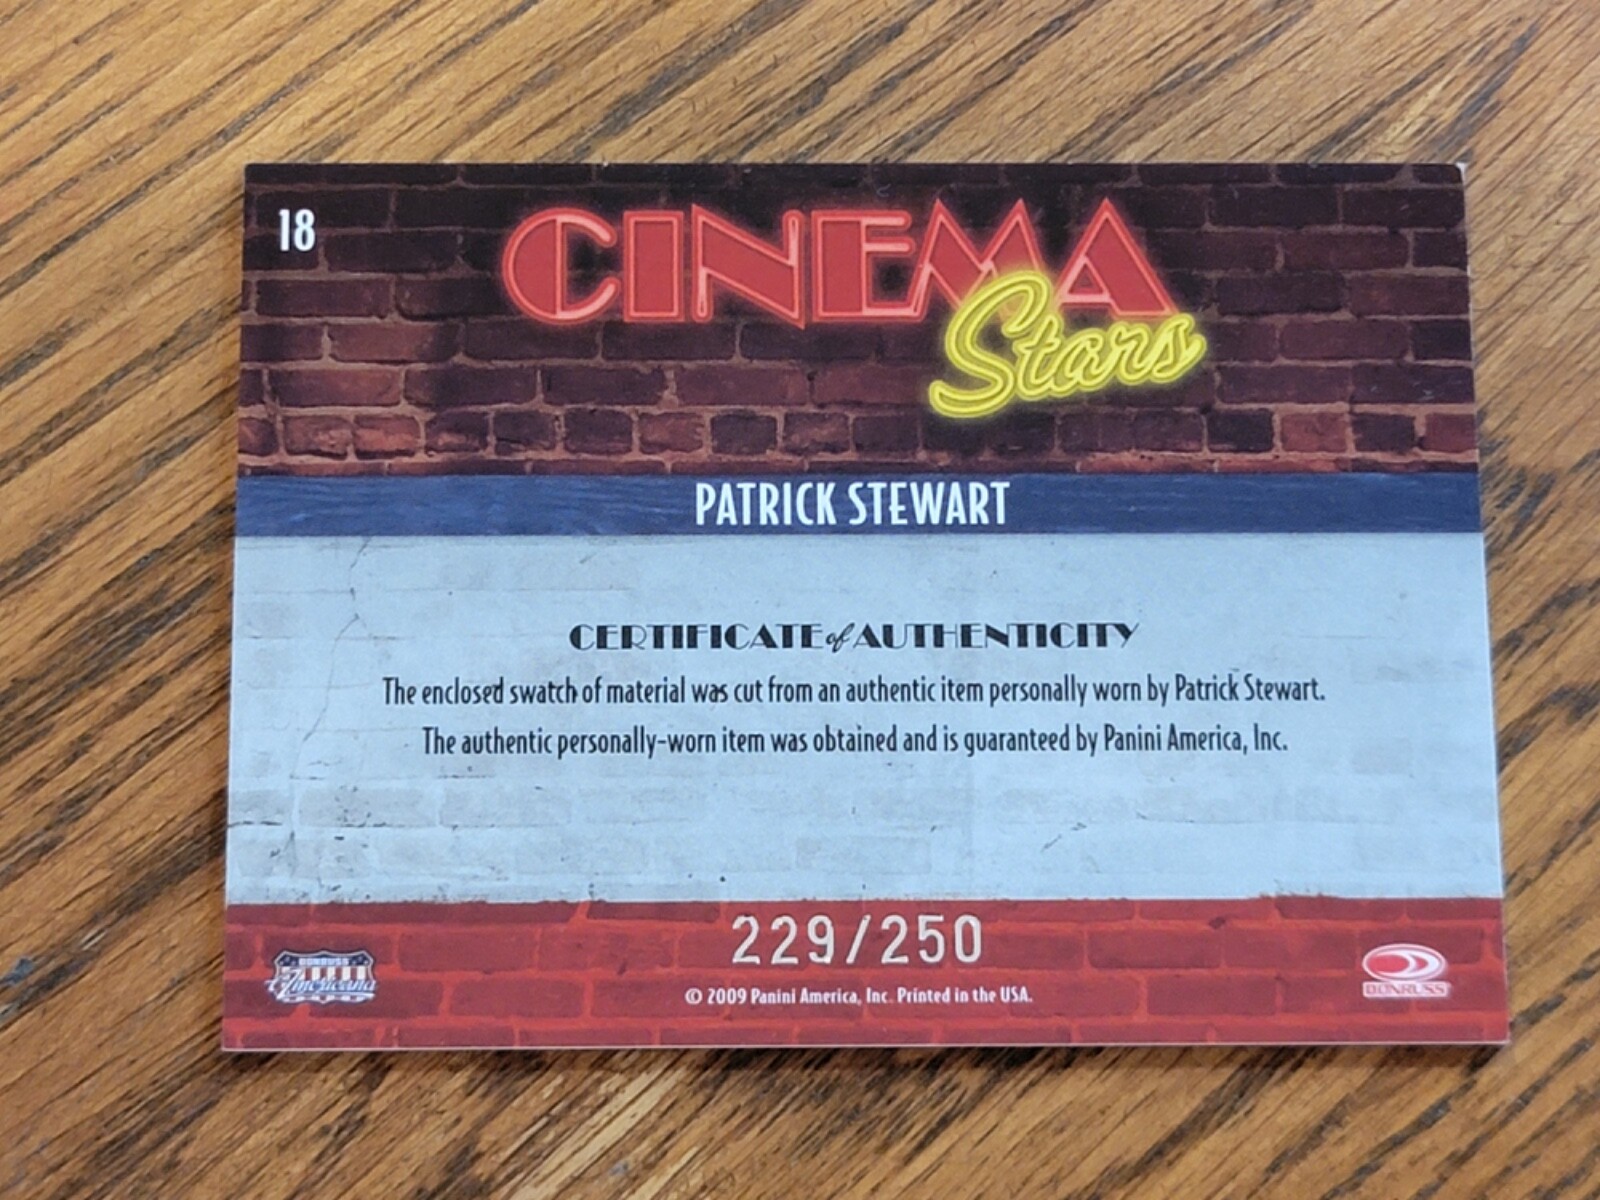 18
CINEMA
Stars
PATRICK STEWART
CERTIFICATE of AUTHENTICITY
The enclosed swatch of material was cut from an authentic item personally worn by Patrick Stewart.
The authentic personally-worn item was obtained and is guaranteed by Panini America, Inc.
229/250
DONRUSS
Americana
© 2009 Panini America, Inc. Printed in the USA.
DONRUSS